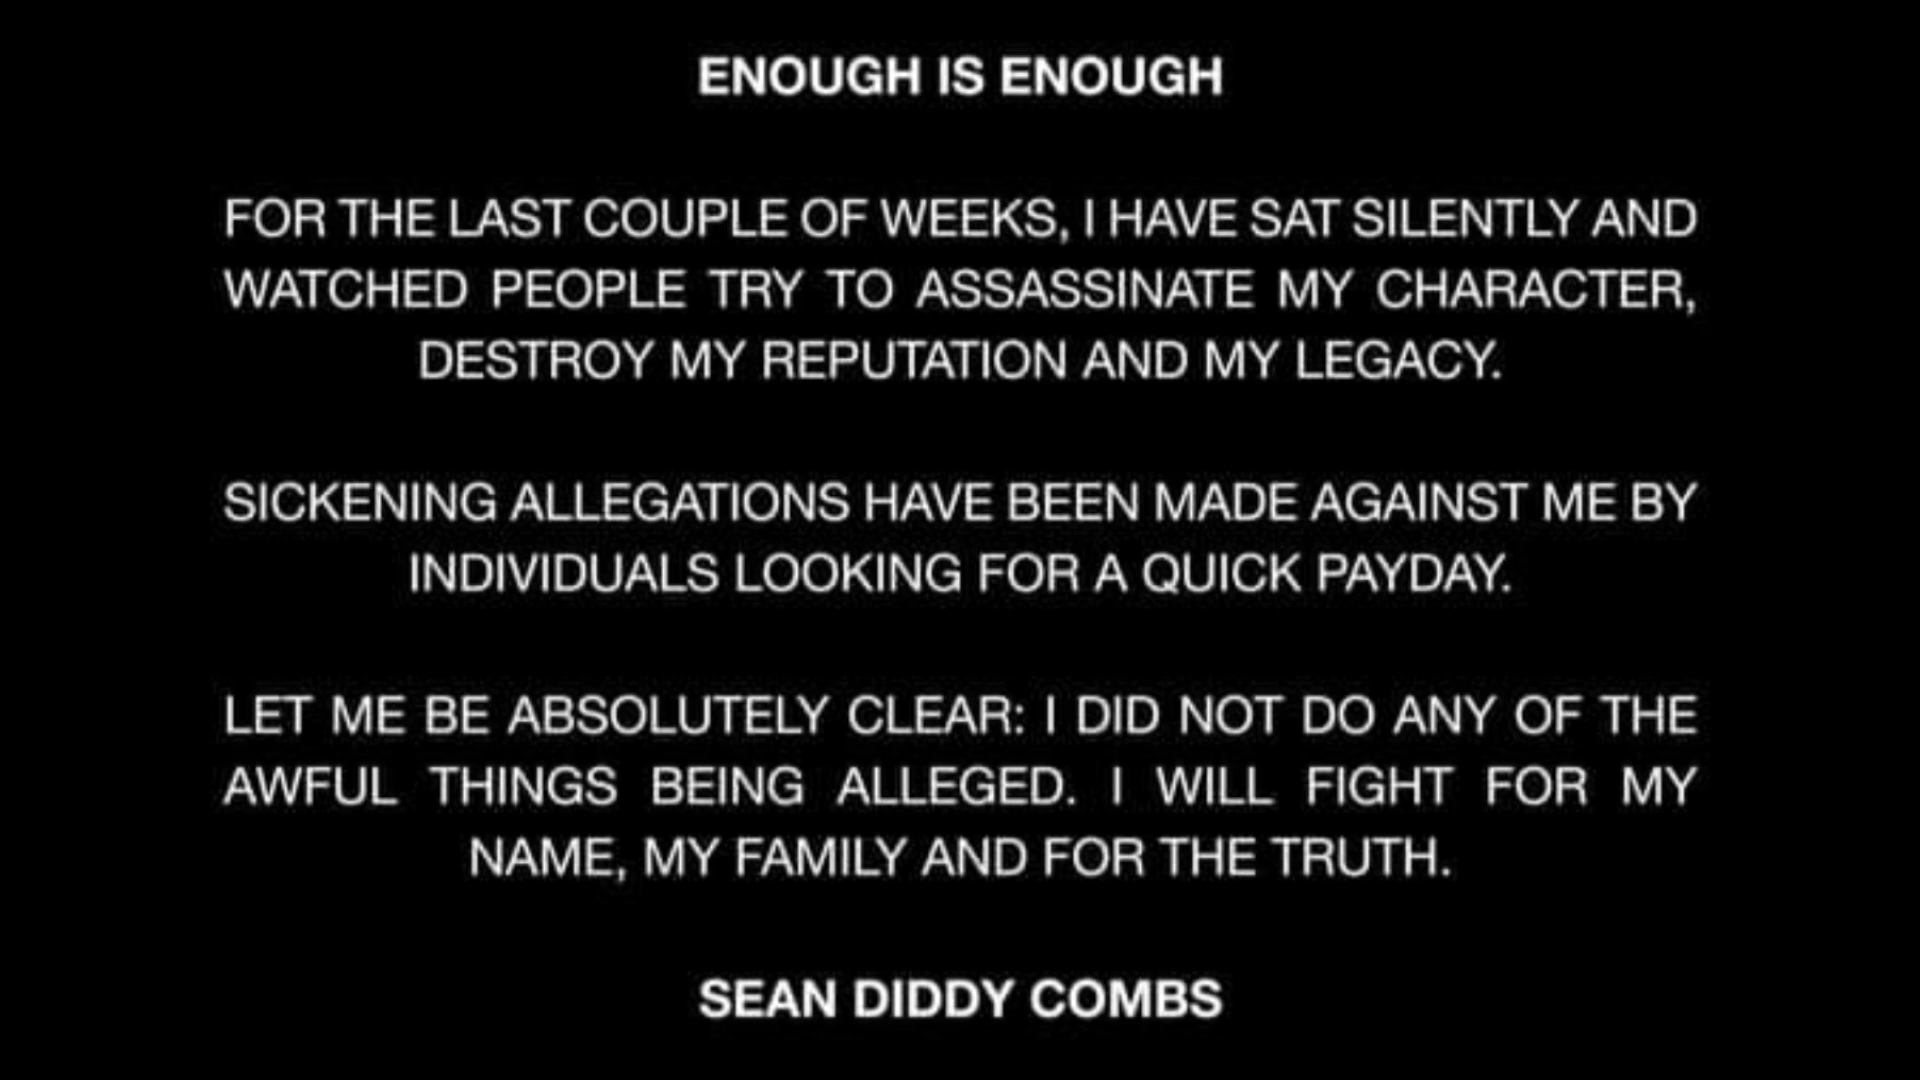 ENOUGH IS ENOUGH
FOR THE LAST COUPLE OF WEEKS, I HAVE SAT SILENTLY AND
WATCHED PEOPLE TRY TO ASSASSINATE MY CHARACTER,
DESTROY MY REPUTATION AND MY LEGACY.
SICKENING ALLEGATIONS HAVE BEEN MADE AGAINST ME BY
INDIVIDUALS LOOKING FOR A QUICK PAYDAY.
LET ME BE ABSOLUTELY CLEAR: I DID NOT DO ANY OF THE
AWFUL THINGS BEING ALLEGED. I WILL FIGHT FOR MY
NAME, MY FAMILY AND FOR THE TRUTH.
SEAN DIDDY COMBS